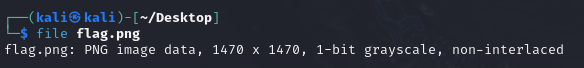 ┌──(kali㉿kali)-[~/Desktop]
└─$ file flag.png
flag.png: PNG image data, 1470 x 1470, 1-bit grayscale, non-interlaced